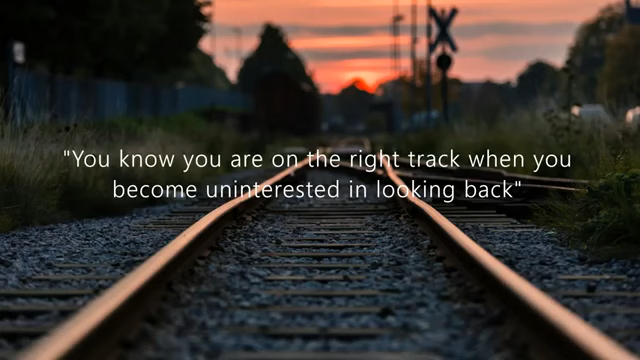 "You know you are on the right track when you
become uninterested in looking back"